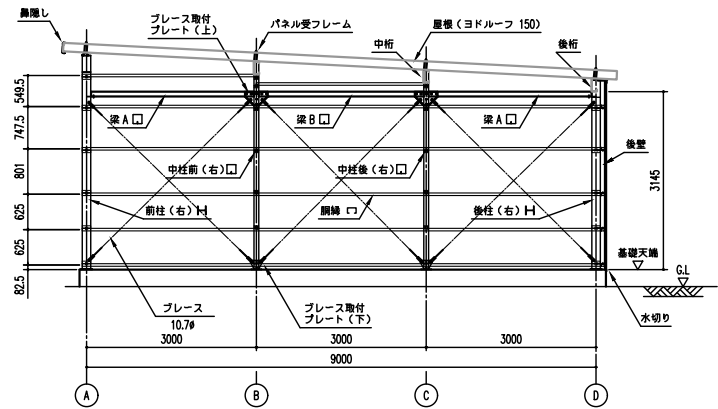 鼻隠し
ブレース取付
プレート（上）
パネル受フレーム
中桁
屋根（ヨドルーフ 150）
後桁
549.5
747.5
801
625
625
82.5
梁A
梁B
梁A
後壁
中柱前（右）
中柱後（右）
3145
前柱（右）
胴縁
後柱（右）
基礎天端
G.L
ブレース
10.7φ
ブレース取付
プレート（下）
水切り
3000
3000
3000
9000
A
B
C
D